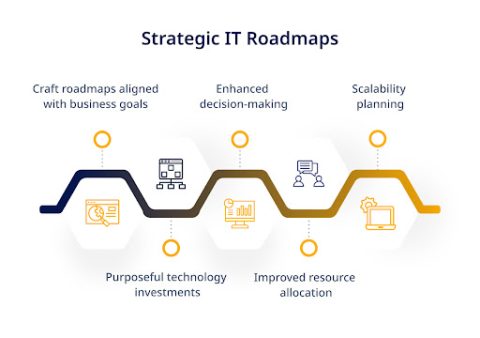 Strategic IT Roadmaps
Craft roadmaps aligned
with business goals
Enhanced
decision-making
Scalability
planning
Purposeful technology
investments
Improved resource
allocation